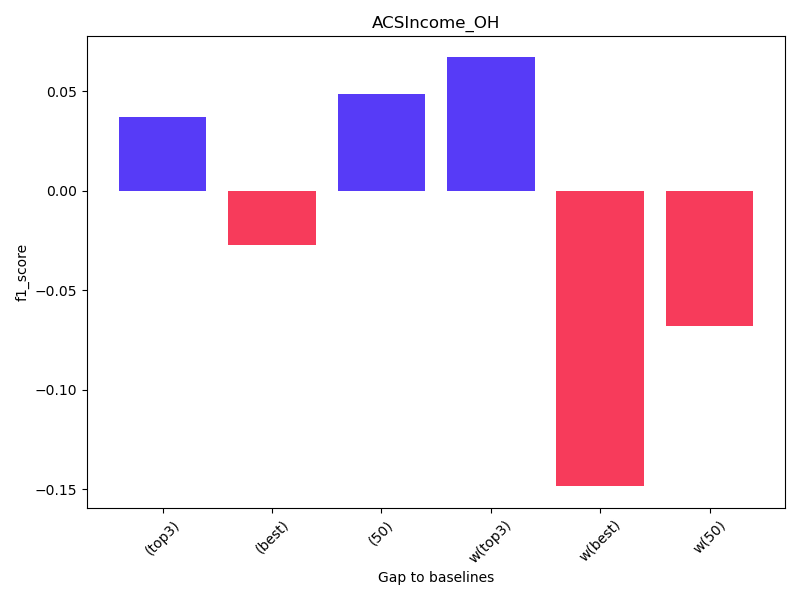 ACSIncome_OH
f1_score
0.05
0.00
−0.05
−0.10
−0.15
(top3)
(best)
(50)
w(top3)
w(best)
w(50)
Gap to baselines